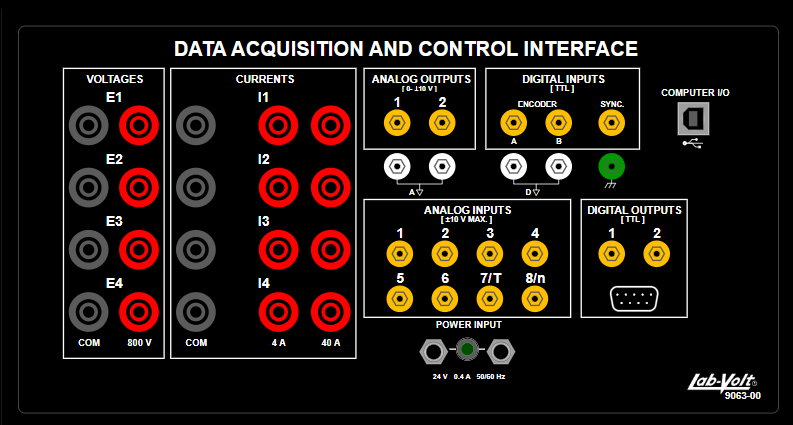 DATA ACQUISITION AND CONTROL INTERFACE
VOLTAGES
E1
E2
E3
E4
COM 800 V
CURRENTS
I1
I2
I3
I4
COM 4 A 40 A
ANALOG OUTPUTS
[ 0- ±10 V ]
1 2
A
DIGITAL INPUTS
[ TTL ]
ENCODER SYNC.
A B
D
COMPUTER I/O
ANALOG INPUTS
[ ±10 V MAX. ]
1 2 3 4
5 6 7/T 8/n
DIGITAL OUTPUTS
[ TTL ]
1 2
POWER INPUT
24 V 0.4 A 50/60 Hz
Lab-Volt®
9063-00